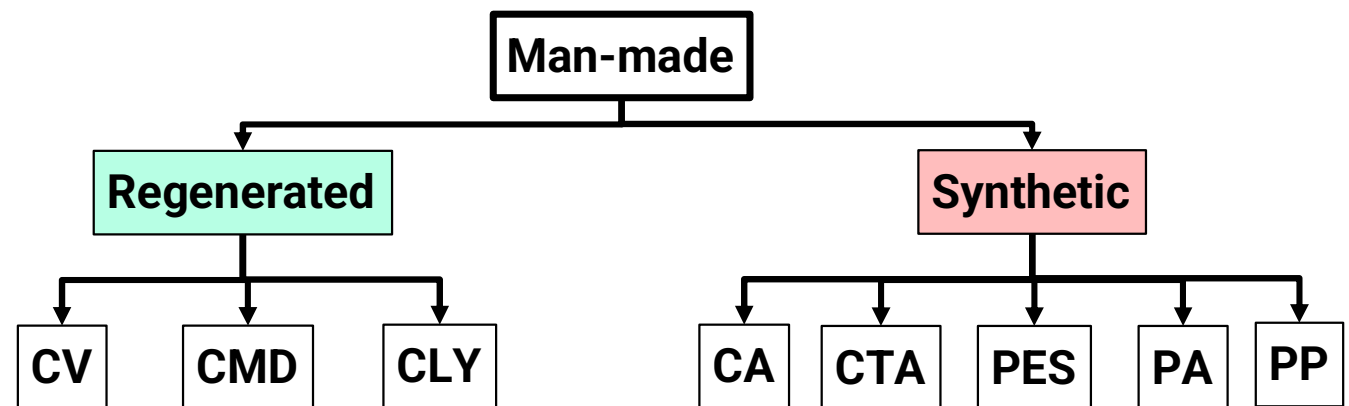 Man-made
Regenerated
Synthetic
CV
CMD
CLY
CA
CTA
PES
PA
PP